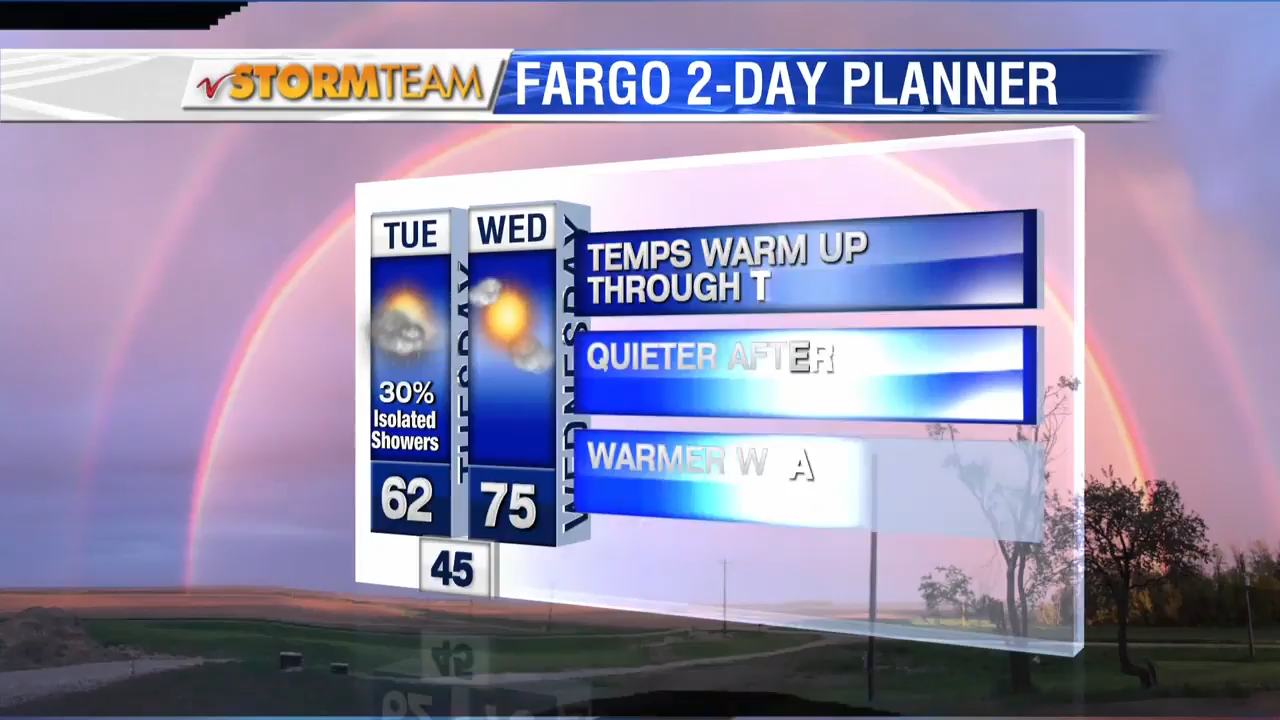 STORMTEAM
FARGO 2-DAY PLANNER
TUE
WED
TUESDAY
WEDNESDAY
30%
Isolated
Showers
62
75
45
TEMPS WARM UP
THROUGH T
QUIETER AFTER
WARMER W A